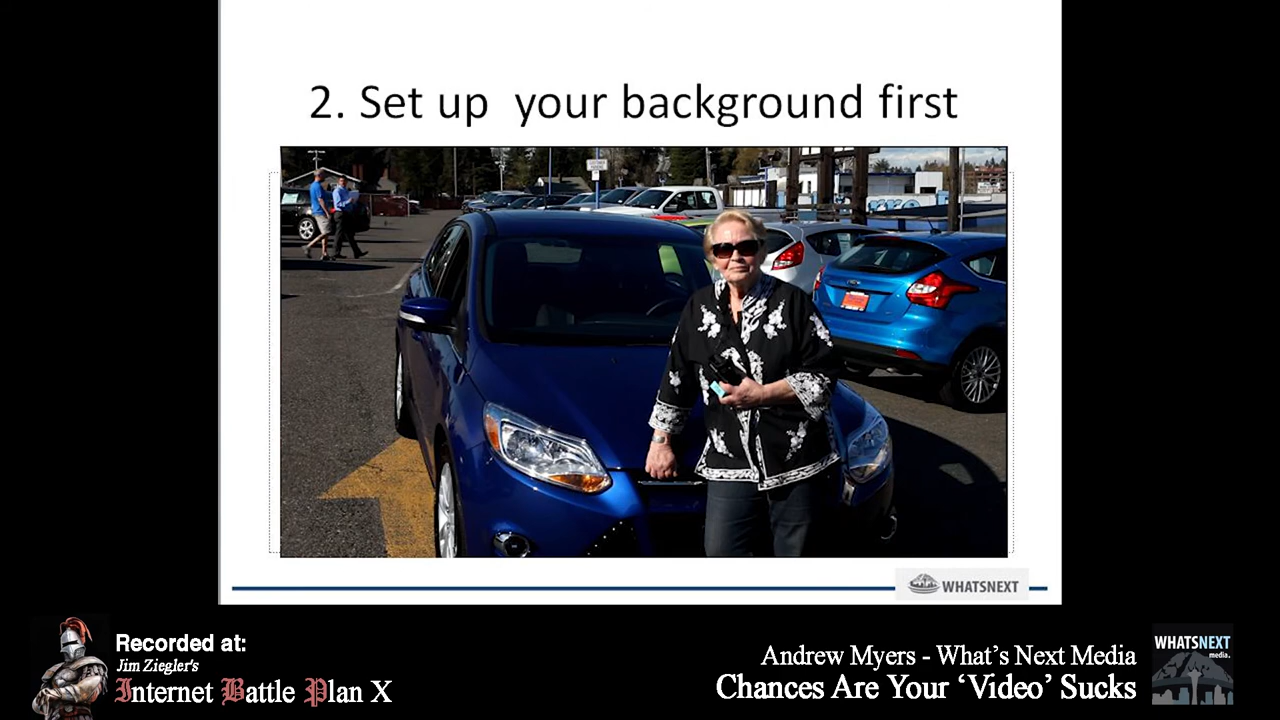 2. Set up  your background first
WHATSNEXT
Recorded at:
Jim Ziegler's
Internet Battle Plan X
Andrew Myers - What's Next Media
Chances Are Your ‘Video’ Sucks
WHATSNEXT
media.